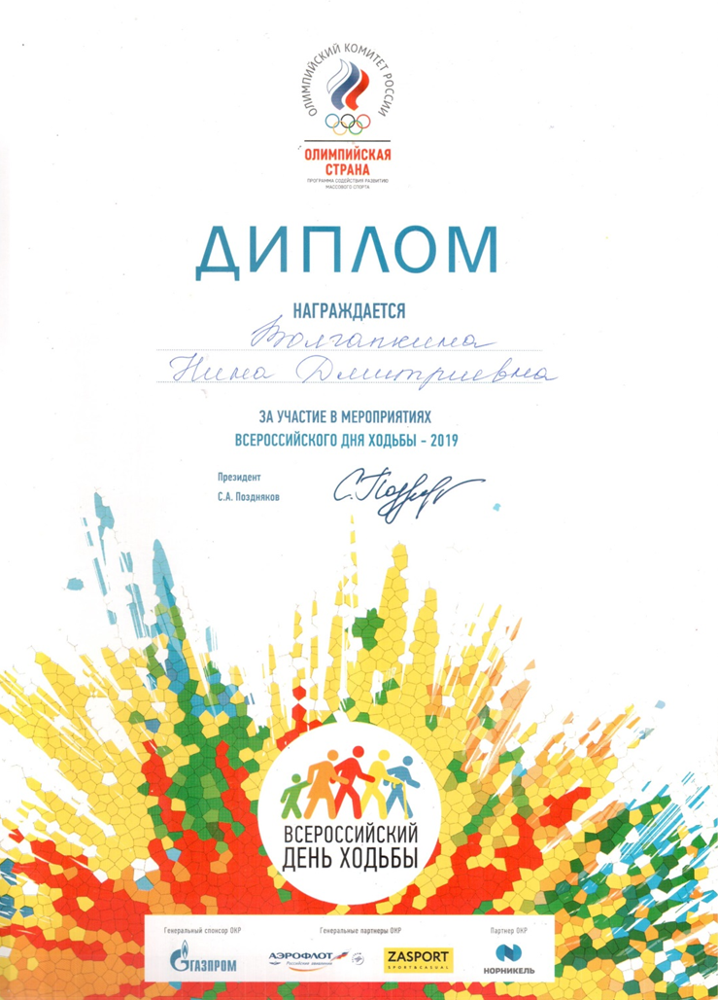 ОЛИМПИЙСКИЙ КОМИТЕТ РОССИИ
ОЛИМПИЙСКАЯ
СТРАНА
ПРОГРАММА СОДЕЙСТВИЯ РАЗВИТИЮ
МАССОВОГО СПОРТА
ДИПЛОМ
НАГРАЖДАЕТСЯ
Волгапкина
Нина Дмитриевна
ЗА УЧАСТИЕ В МЕРОПРИЯТИЯХ
ВСЕРОССИЙСКОГО ДНЯ ХОДЬБЫ - 2019
Президент
С.А. Поздняков
ВСЕРОССИЙСКИЙ
ДЕНЬ ХОДЬБЫ
Генеральный спонсор ОКР
Генеральные партнеры ОКР
Партнер ОКР
ГАЗПРОМ
АЭРОФЛОТ
Российские авиалинии
ZASPORT
SPORT&CASUAL
НОРНИКЕЛЬ